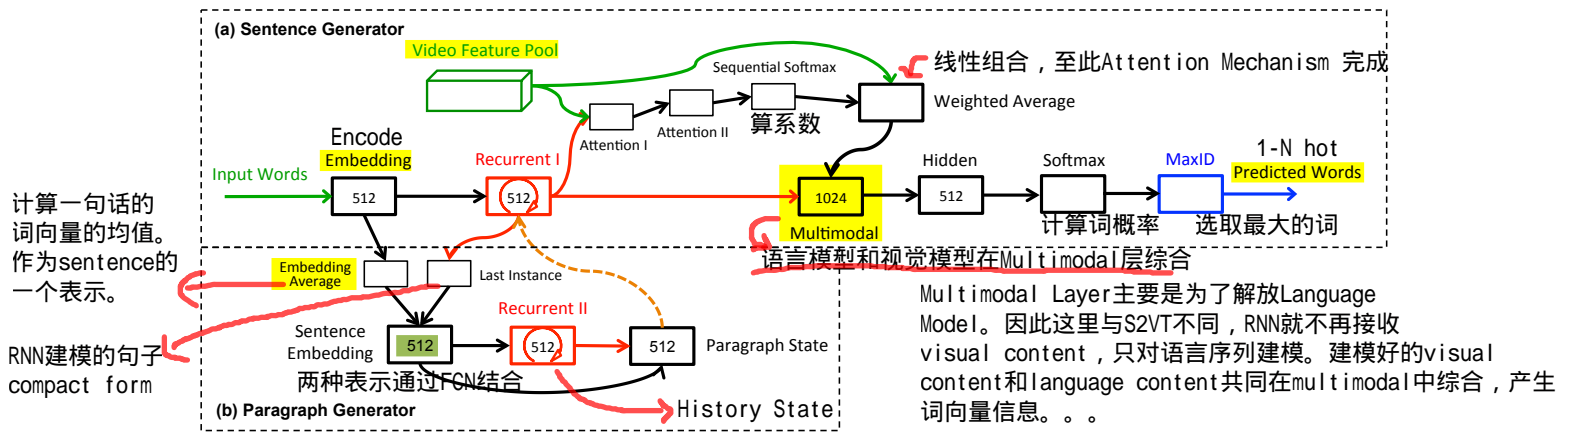 (a) Sentence Generator
Video Feature Pool
线性组合，至此Attention Mechanism 完成
Sequential Softmax
Weighted Average
Attention I
Attention II
算系数
Encode
Embedding
Recurrent I
Input Words
512
512
1024
Multimodal
Hidden
512
Softmax
MaxID
1-N hot
Predicted Words
计算词概率
选取最大的词
计算一句话的
词向量的均值。
作为sentence的
一个表示。
语言模型和视觉模型在Multimodal层综合
Embedding
Average
Last Instance
Recurrent II
Sentence
Embedding
512
512
512
Paragraph State
RNN建模的句子
compact form
两种表示通过FCN结合
(b) Paragraph Generator
History State
Multimodal Layer主要是为了解放Language
Model。因此这里与S2VT不同，RNN就不再接收
visual content，只对语言序列建模。建模好的visual
content和language content共同在multimodal中综合，产生
词向量信息。。。